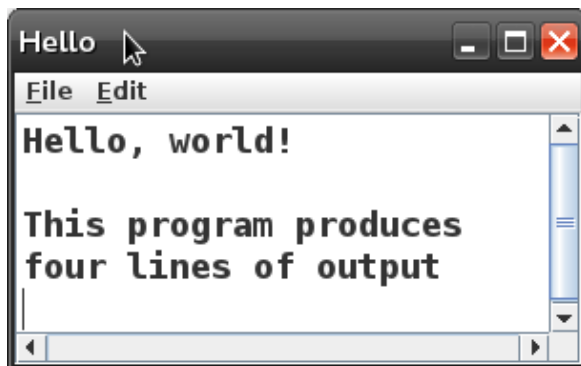 Hello
File Edit
Hello, world!
This program produces
four lines of output